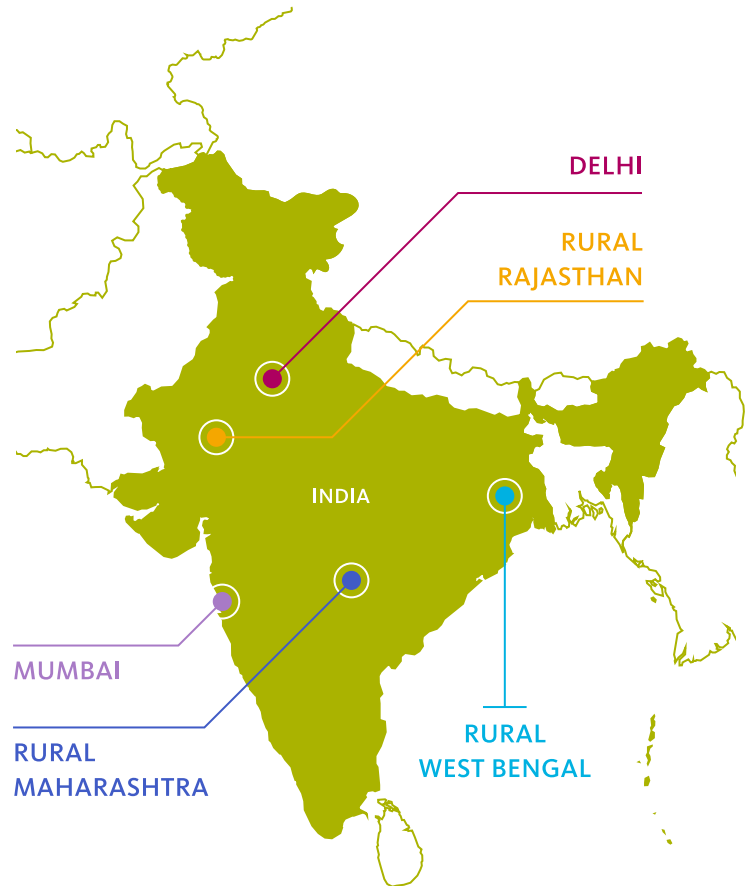 DELHI
RURAL
RAJASTHAN
INDIA
MUMBAI
RURAL
MAHARASHTRA
RURAL
WEST BENGAL